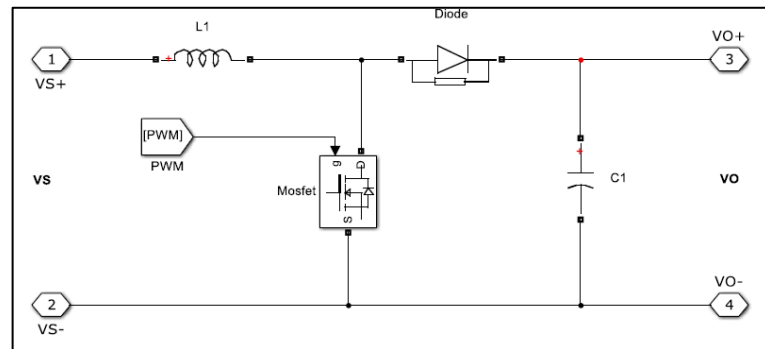 Diode
L1
VO+
1
3
VS+
[PWM]
PWM
g
D
VS
Mosfet
C1
VO
S
VO-
2
4
VS-